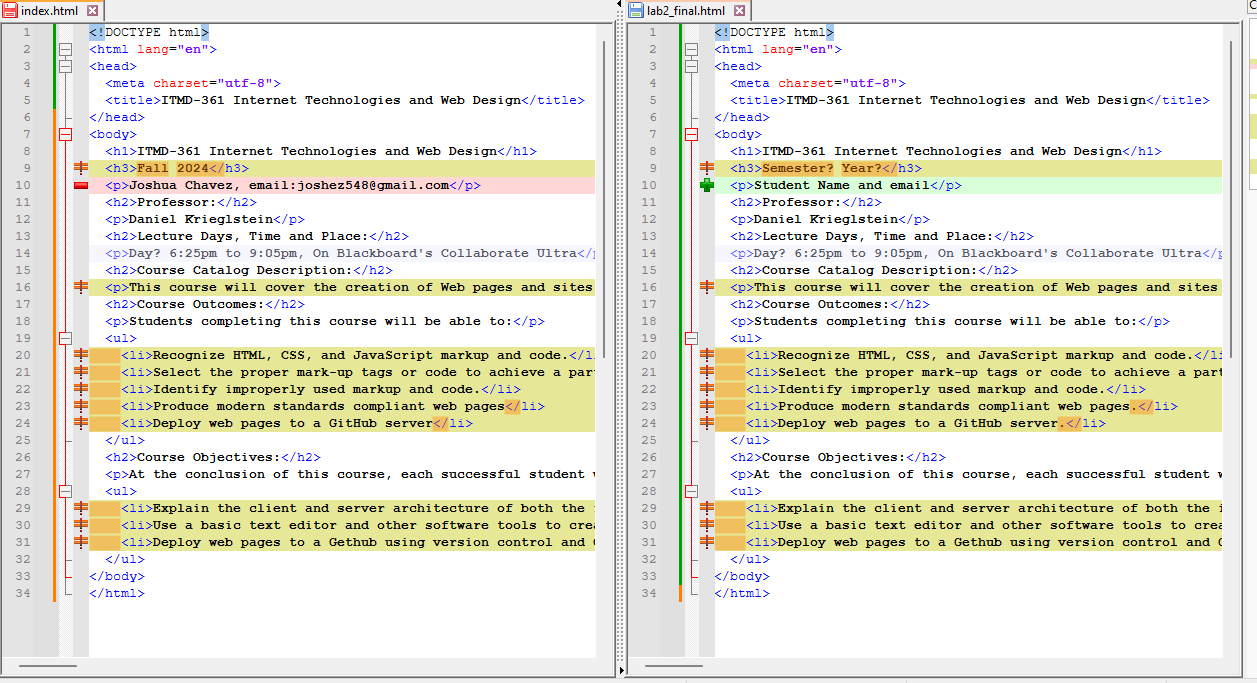 index.html
1 <!DOCTYPE html>
2 <html lang="en">
3 <head>
4 <meta charset="utf-8">
5 <title>ITMD-361 Internet Technologies and Web Design</title>
6 </head>
7 <body>
8 <h1>ITMD-361 Internet Technologies and Web Design</h1>
9 <h3>Fall 2024</h3>
10 <p>Joshua Chavez, email:joshez548@gmail.com</p>
11 <h2>Professor:</h2>
12 <p>Daniel Krieglstein</p>
13 <h2>Lecture Days, Time and Place:</h2>
14 <p>Day? 6:25pm to 9:05pm, On Blackboard's Collaborate Ultra</p
15 <h2>Course Catalog Description:</h2>
16 <p>This course will cover the creation of Web pages and sites
17 <h2>Course Outcomes:</h2>
18 <p>Students completing this course will be able to:</p>
19 <ul>
20 <li>Recognize HTML, CSS, and JavaScript markup and code.</li
21 <li>Select the proper mark-up tags or code to achieve a par
22 <li>Identify improperly used markup and code.</li>
23 <li>Produce modern standards compliant web pages</li>
24 <li>Deploy web pages to a GitHub server</li>
25 </ul>
26 <h2>Course Objectives:</h2>
27 <p>At the conclusion of this course, each successful student
28 <ul>
29 <li>Explain the client and server architecture of both the
30 <li>Use a basic text editor and other software tools to crea
31 <li>Deploy web pages to a Gethub using version control and
32 </ul>
33 </body>
34 </html>
lab2_final.html
1 <!DOCTYPE html>
2 <html lang="en">
3 <head>
4 <meta charset="utf-8">
5 <title>ITMD-361 Internet Technologies and Web Design</title>
6 </head>
7 <body>
8 <h1>ITMD-361 Internet Technologies and Web Design</h1>
9 <h3>Semester? Year?</h3>
10 <p>Student Name and email</p>
11 <h2>Professor:</h2>
12 <p>Daniel Krieglstein</p>
13 <h2>Lecture Days, Time and Place:</h2>
14 <p>Day? 6:25pm to 9:05pm, On Blackboard's Collaborate Ultra</p
15 <h2>Course Catalog Description:</h2>
16 <p>This course will cover the creation of Web pages and sites
17 <h2>Course Outcomes:</h2>
18 <p>Students completing this course will be able to:</p>
19 <ul>
20 <li>Recognize HTML, CSS, and JavaScript markup and code.</li
21 <li>Select the proper mark-up tags or code to achieve a part
22 <li>Identify improperly used markup and code.</li>
23 <li>Produce modern standards compliant web pages.</li>
24 <li>Deploy web pages to a GitHub server.</li>
25 </ul>
26 <h2>Course Objectives:</h2>
27 <p>At the conclusion of this course, each successful student
28 <ul>
29 <li>Explain the client and server architecture of both the
30 <li>Use a basic text editor and other software tools to crea
31 <li>Deploy web pages to a Gethub using version control and
32 </ul>
33 </body>
34 </html>